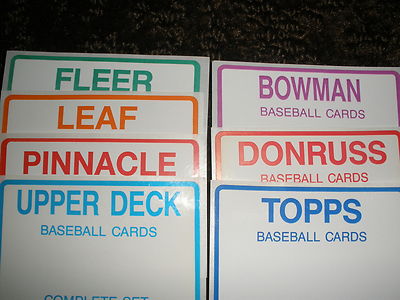 FLEER
LEAF
PINNACLE
UPPER DECK
BASEBALL CARDS
COMPLETE SET
BOWMAN
BASEBALL CARDS
DONRUSS
BASEBALL CARDS
TOPPS
BASEBALL CARDS